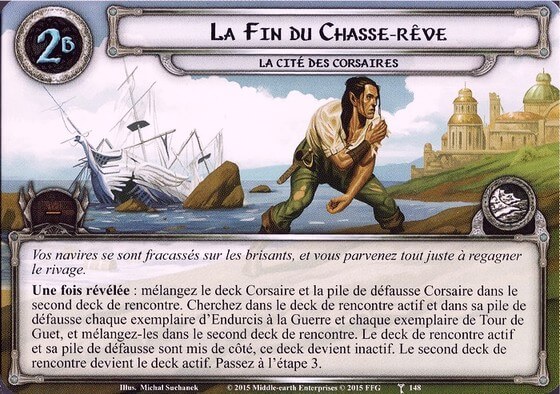 2B
LA FIN DU CHASSE-RÊVE
LA CITÉ DES CORSAIRES
–
Vos navires se sont fracassés sur les brisants, et vous parvenez tout juste à regagner
le rivage.
Une fois révélée : mélangez le deck Corsaire et la pile de défausse Corsaire dans le
second deck de rencontre. Cherchez dans le deck de rencontre actif et dans sa pile de
défausse chaque exemplaire d'Endurcis à la Guerre et chaque exemplaire de Tour de
Guet, et mélangez-les dans le second deck de rencontre. Le deck de rencontre actif
et sa pile de défausse sont mis de côté, ce deck devient inactif. Le second deck de
rencontre devient le deck actif. Passez à l'étape 3.
Illus. Michal Suchanek © 2015 Middle-earth Enterprises © 2015 FFG 148